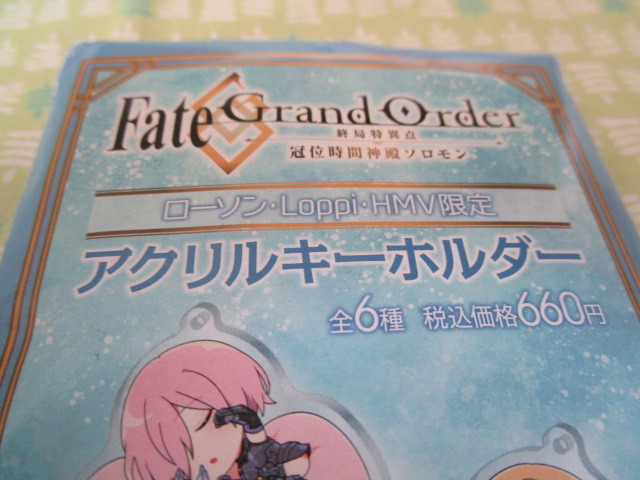 Fate Grand Order
終局特異点
冠位時間神殿ソロモン
ローソン・Loppi・HMV限定
アクリルキーホルダー
全6種 税込価格660円